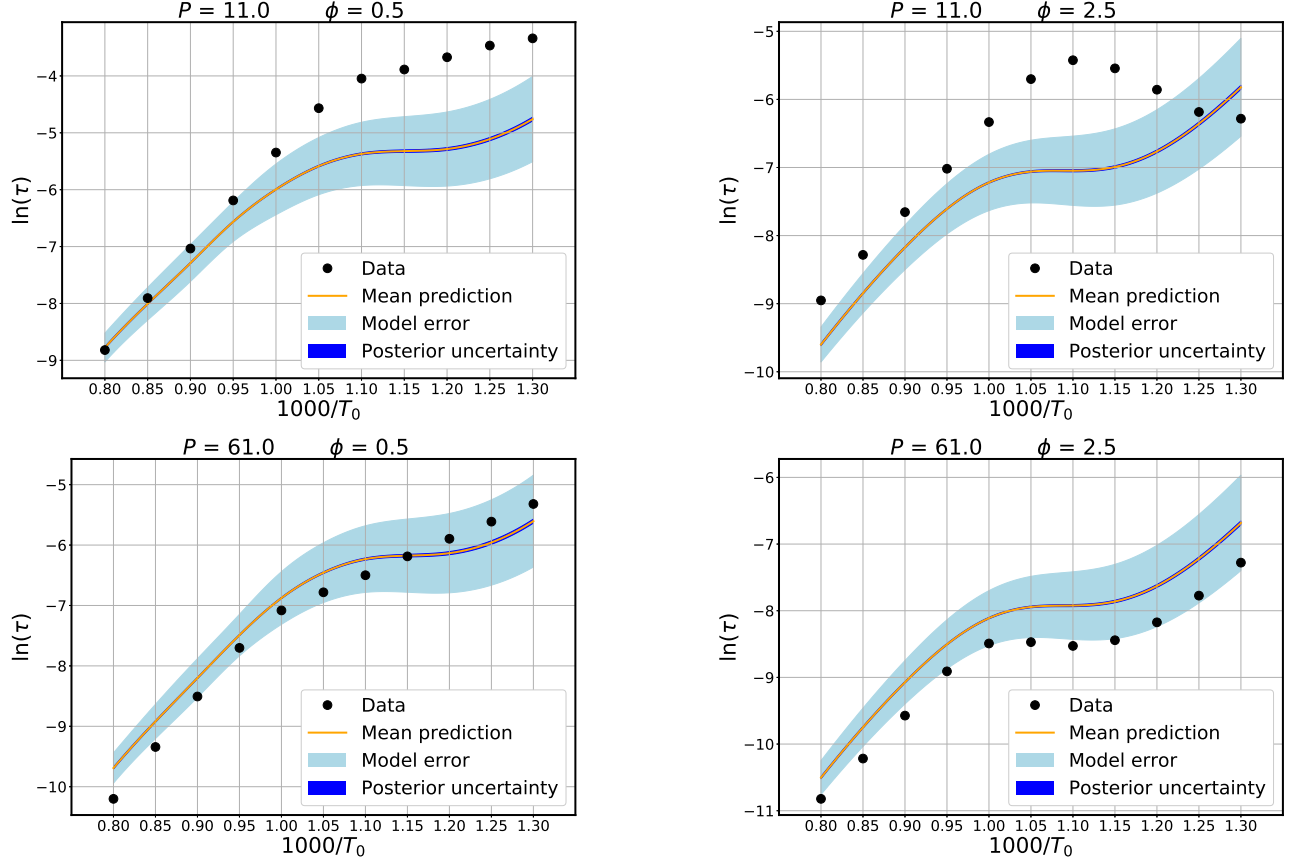 P = 11.0 ϕ = 0.5
−4
−5
−6
−7
−8
−9
ln(τ)
Data
Mean prediction
Model error
Posterior uncertainty
0.80 0.85 0.90 0.95 1.00 1.05 1.10 1.15 1.20 1.25 1.30
1000/T₀
P = 11.0 ϕ = 2.5
−5
−6
−7
−8
−9
−10
ln(τ)
Data
Mean prediction
Model error
Posterior uncertainty
0.80 0.85 0.90 0.95 1.00 1.05 1.10 1.15 1.20 1.25 1.30
1000/T₀
P = 61.0 ϕ = 0.5
−5
−6
−7
−8
−9
−10
ln(τ)
Data
Mean prediction
Model error
Posterior uncertainty
0.80 0.85 0.90 0.95 1.00 1.05 1.10 1.15 1.20 1.25 1.30
1000/T₀
P = 61.0 ϕ = 2.5
−6
−7
−8
−9
−10
−11
ln(τ)
Data
Mean prediction
Model error
Posterior uncertainty
0.80 0.85 0.90 0.95 1.00 1.05 1.10 1.15 1.20 1.25 1.30
1000/T₀